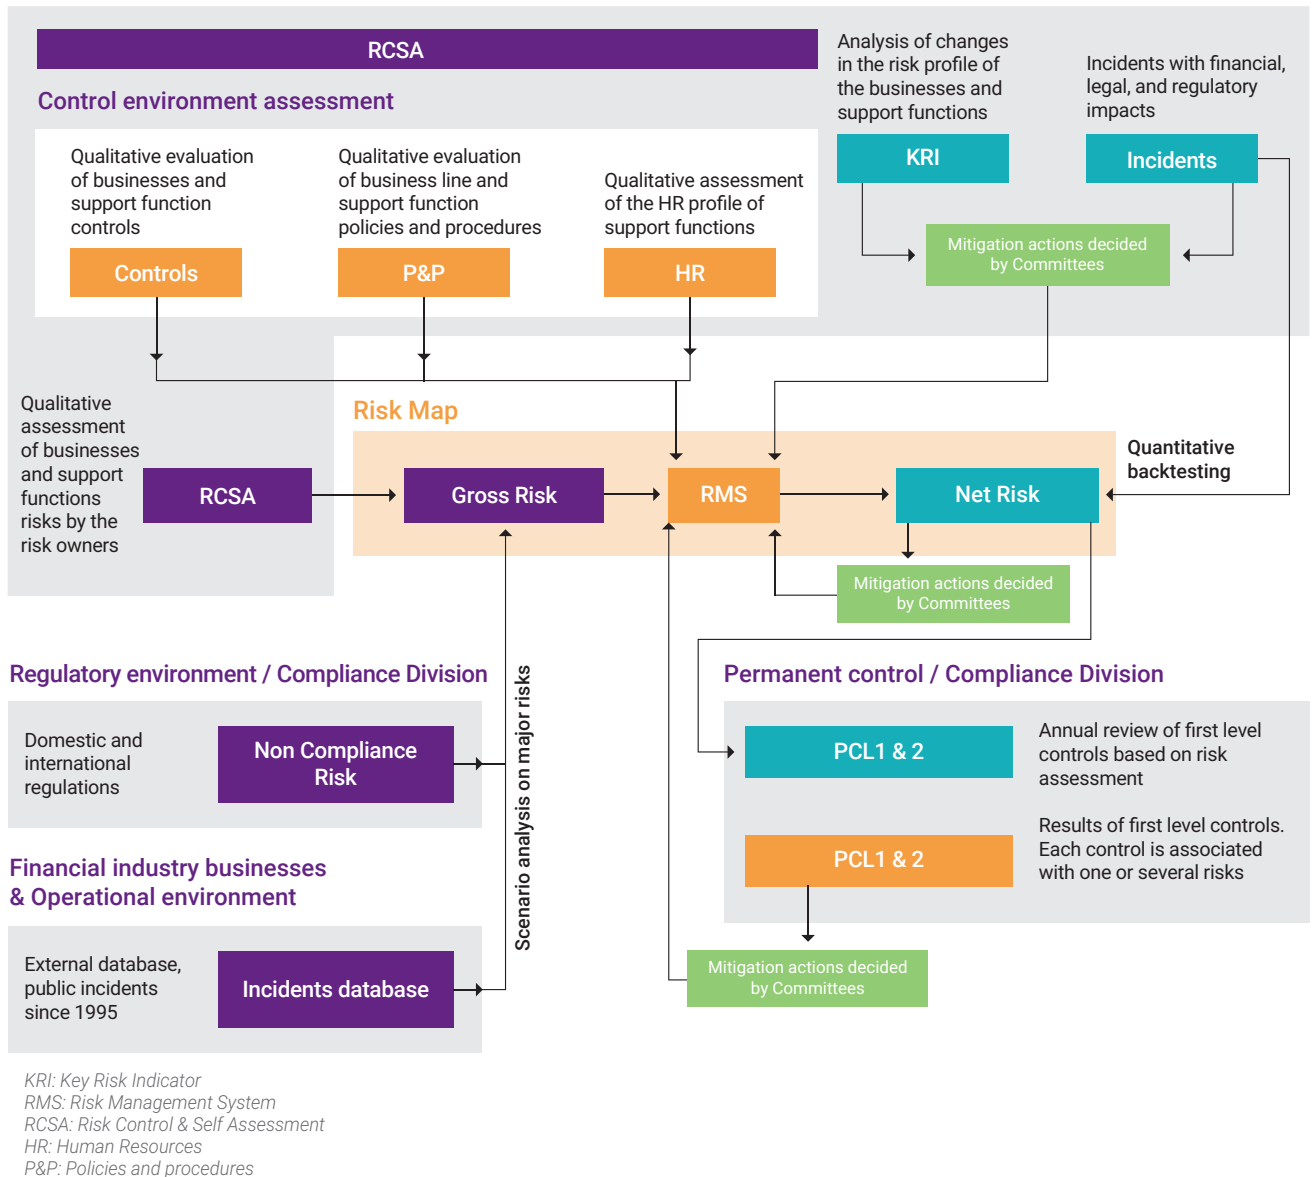 RCSA
Control environment assessment
Qualitative evaluation
of businesses and
support function
controls
Controls
Qualitative evaluation
of business line and
support function
policies and procedures
P&P
Qualitative assessment
of the HR profile of
support functions
HR
Analysis of changes
in the risk profile of
the businesses and
support functions
KRI
Incidents with financial,
legal, and regulatory
impacts
Incidents
Mitigation actions decided
by Committees
Qualitative
assessment
of businesses
and support
functions
risks by the
risk owners
RCSA
Risk Map
Gross Risk
RMS
Net Risk
Quantitative
backtesting
Mitigation actions decided
by Committees
Regulatory environment / Compliance Division
Domestic and
international
regulations
Non Compliance
Risk
Scenario analysis on major risks
Financial industry businesses
& Operational environment
External database,
public incidents
since 1995
Incidents database
Permanent control / Compliance Division
PCL1 & 2
Annual review of first level
controls based on risk
assessment
PCL1 & 2
Results of first level controls.
Each control is associated
with one or several risks
Mitigation actions decided
by Committees
KRI: Key Risk Indicator
RMS: Risk Management System
RCSA: Risk Control & Self Assessment
HR: Human Resources
P&P: Policies and procedures